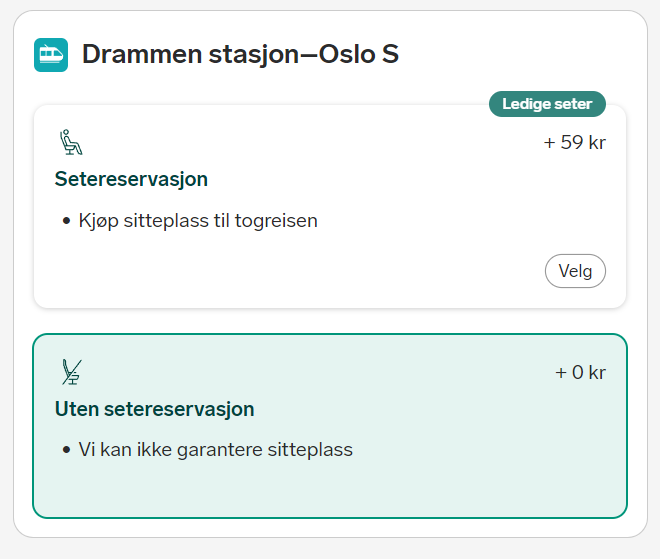 Drammen stasjon–Oslo S
Ledige seter
+ 59 kr
Setereservasjon
• Kjøp sitteplass til togreisen
Velg
+ 0 kr
Uten setereservasjon
• Vi kan ikke garantere sitteplass